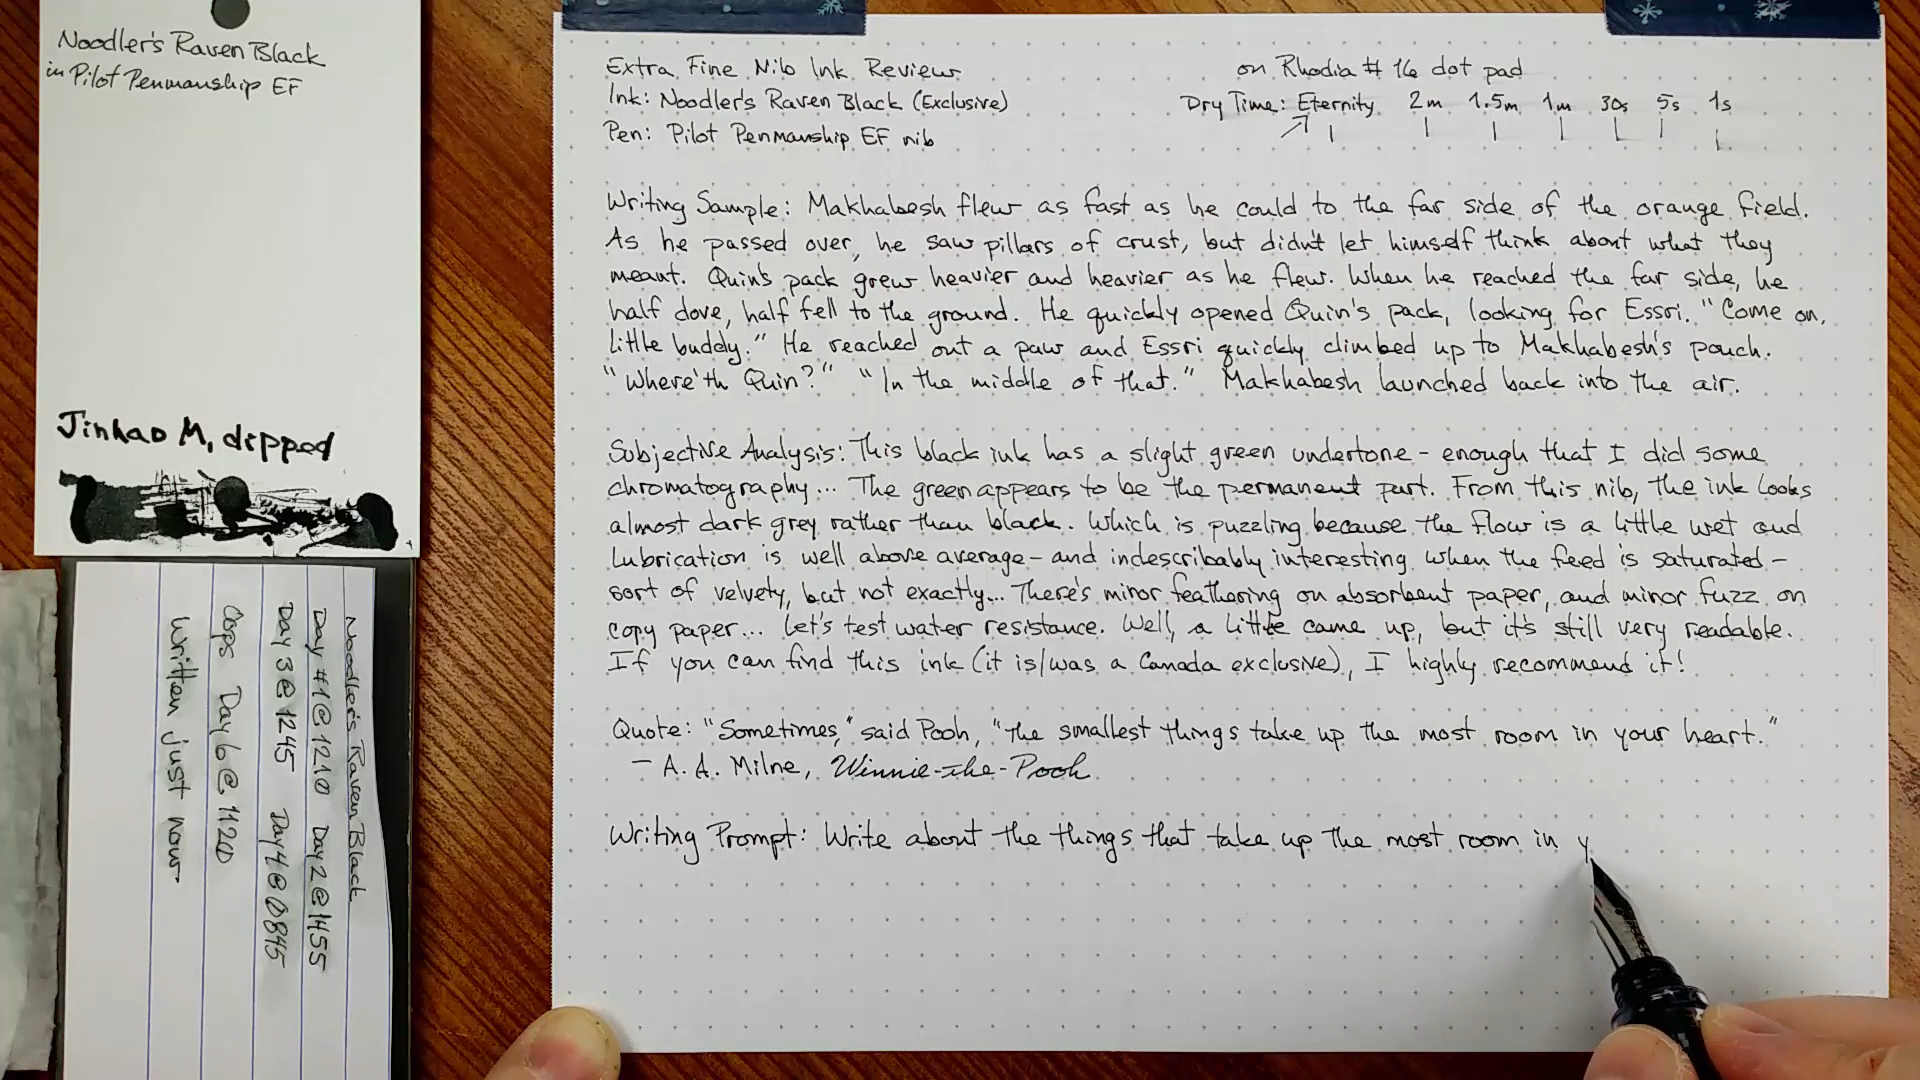 Noodler's Raven Black
in Pilot Penmanship EF
Jinhao M, dipped
Noodler's Raven Black
Day #1 @ 1210 Day 2 @ 1455
Day 3 @ 1245 Day 4 @ 0845
Oops Day 6 @ 1120
Written just now
Extra Fine Nib Ink Review
Ink: Noodler's Raven Black (Exclusive)
Pen: Pilot Penmanship EF nib
on Rhodia # 16 dot pad
Dry Time: Eternity 2m 1.5m 1m 30s 5s 1s
Writing Sample: Makhabesh flew as fast as he could to the far side of the orange field.
As he passed over, he saw pillars of crust, but didn't let himself think about what they
meant. Quin's pack grew heavier and heavier as he flew. When he reached the far side, he
half dove, half fell to the ground. He quickly opened Quin's pack, looking for Essri. "Come on,
little buddy." He reached out a paw and Essri quickly climbed up to Makhabesh's pouch.
"Where'th Quin?" "In the middle of that." Makhabesh launched back into the air.
Subjective Analysis: This black ink has a slight green undertone - enough that I did some
chromatography... The green appears to be the permanent part. From this nib, the ink looks
almost dark grey rather than black. Which is puzzling because the flow is a little wet and
lubrication is well above average - and indescribably interesting when the feed is saturated -
sort of velvety, but not exactly... There's minor feathering on absorbent paper, and minor fuzz on
copy paper... Let's test water resistance. Well, a little came up, but it's still very readable.
If you can find this ink (it is/was a Canada exclusive), I highly recommend it!
Quote: "Sometimes," said Pooh, "the smallest things take up the most room in your heart."
- A. A. Milne, Winnie-the-Pooh
Writing Prompt: Write about the things that take up the most room in y